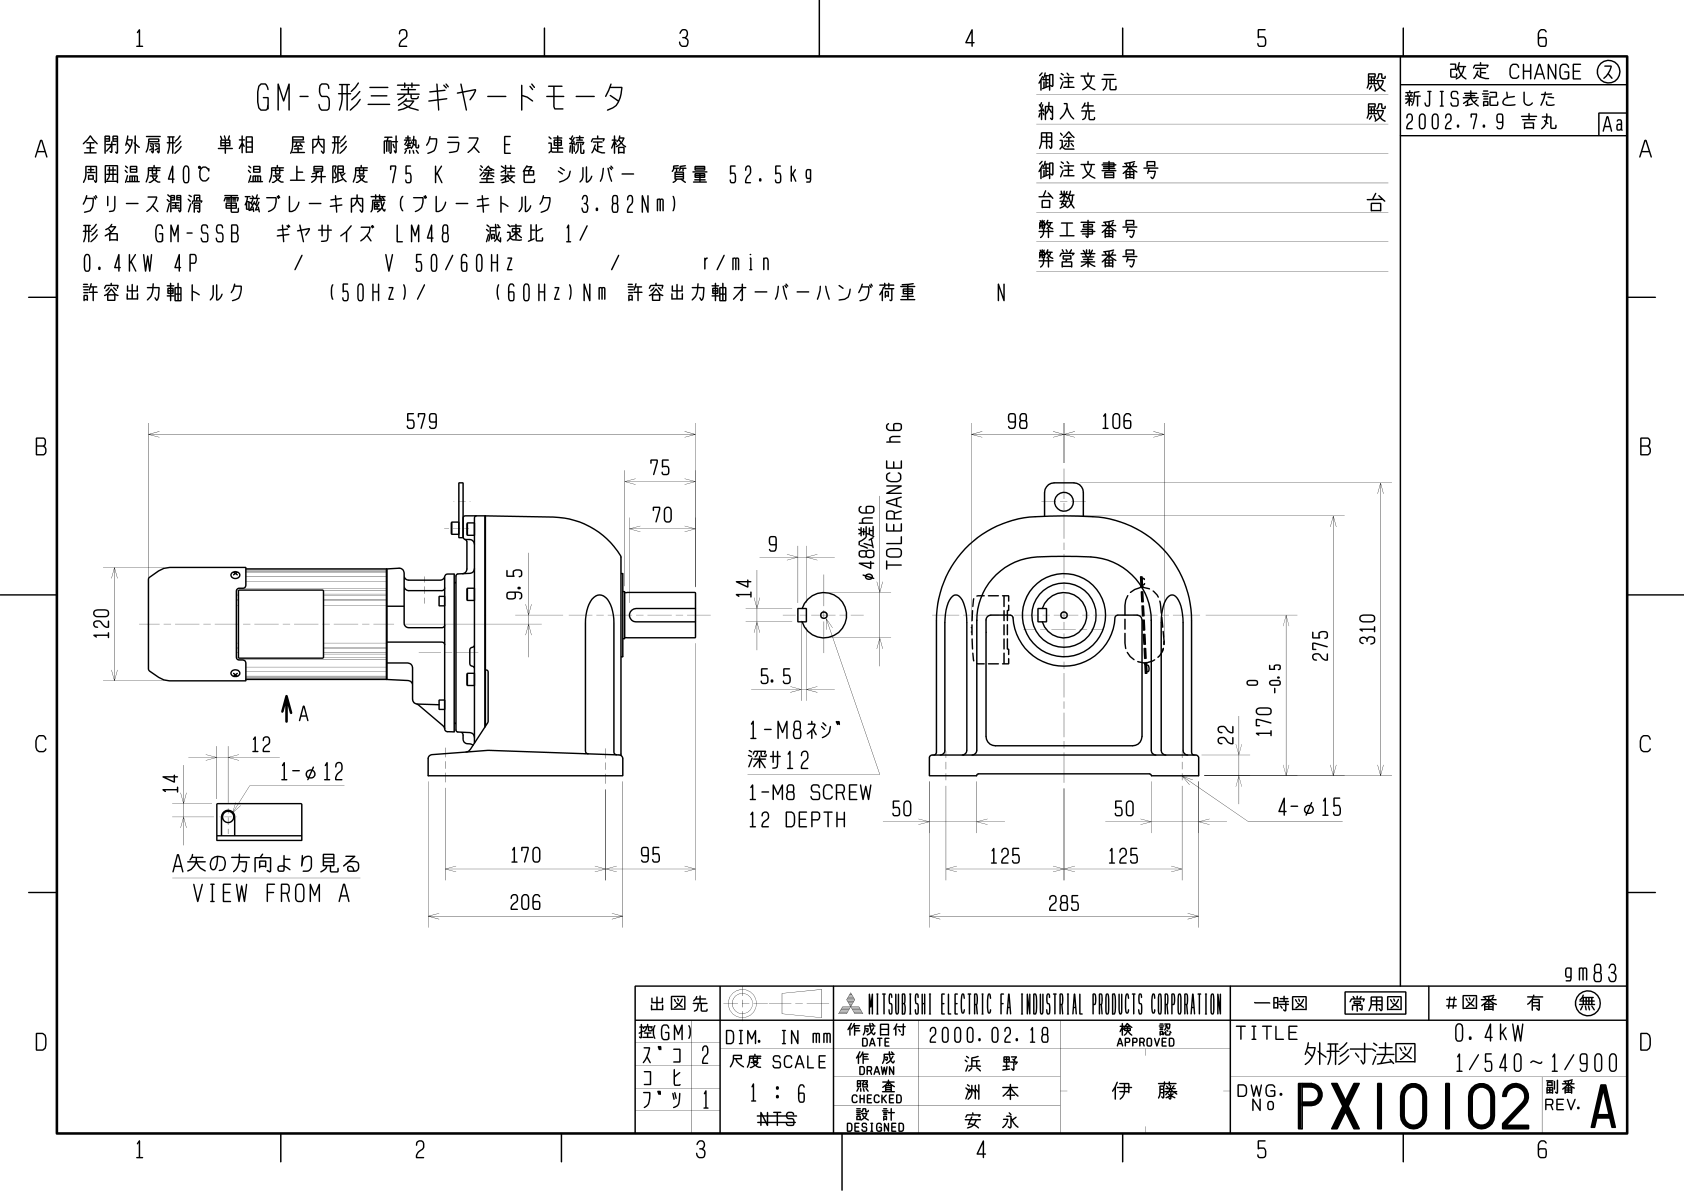 1 2 3 4 5 6
GM-S形三菱ギヤードモータ
全閉外扇形 単相 屋内形 耐熱クラス E 連続定格
周囲温度40℃ 温度上昇限度 75 K 塗装色 シルバー 質量 52.5kg
グリース潤滑 電磁ブレーキ内蔵(ブレーキトルク 3.82Nm)
形名 GM-SSB ギヤサイズ LM48 減速比 1/
0.4KW 4P / V 50/60Hz / r/min
許容出力軸トルク (50Hz)/ (60Hz)Nm 許容出力軸オーバーハング荷重 N
御注文元 殿
納入先 殿
用途
御注文書番号
台数 台
弊工事番号
弊営業番号
改定 CHANGE ス
新JIS表記とした
2002.7.9 吉丸 Aa
A A
B B
C C
D D
579
75
70
9.5
120
A
12
14
1-φ12
A矢の方向より見る
VIEW FROM A
170 95
206
9
14
5.5
φ48公差h6
TOLERANCE h6
1-M8ネジ
深サ12
1-M8 SCREW
12 DEPTH
98 106
310
275
0
170 -0.5
22
50 50
4-φ15
125 125
285
gm83
出図先
控(GM)
ズコ 2
コヒ
ブツ 1
DIM. IN mm
尺度 SCALE
1 : 6
NTS
MITSUBISHI ELECTRIC FA INDUSTRIAL PRODUCTS CORPORATION
作成日付
DATE
2000.02.18
検 認
APPROVED
作 成
DRAWN
浜 野
照 査
CHECKED
洲 本
伊 藤
設 計
DESIGNED
安 永
一時図 常用図 #図番 有 無
TITLE
外形寸法図
0.4kW
1/540~1/900
DWG.
No
PX10102
副番
REV.
A
1 2 3 4 5 6